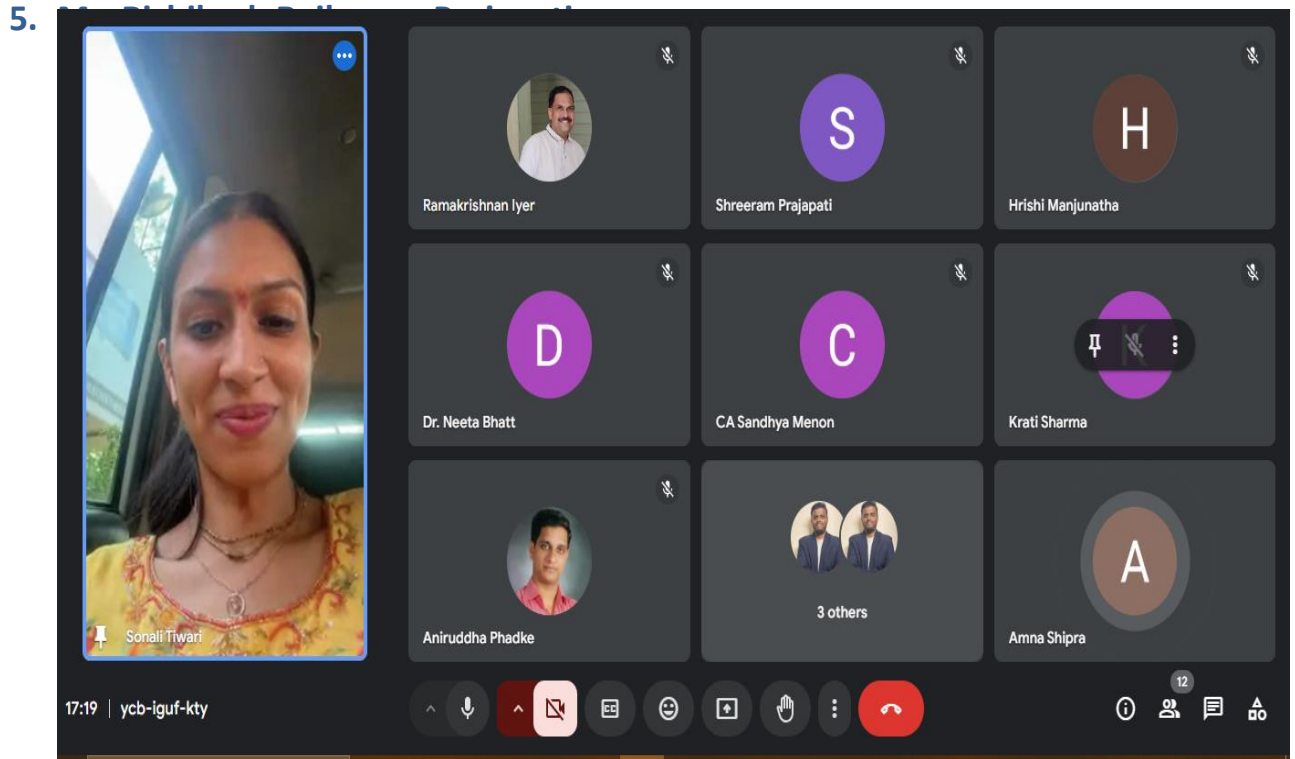 5.
Ramakrishnan Iyer
S
Shreeram Prajapati
H
Hrishi Manjunatha
D
Dr. Neeta Bhatt
C
CA Sandhya Menon
K
Krati Sharma
Sonali Tiwari
Aniruddha Phadke
3 others
A
Amna Shipra
17:19 | ycb-iguf-kty
CC
12